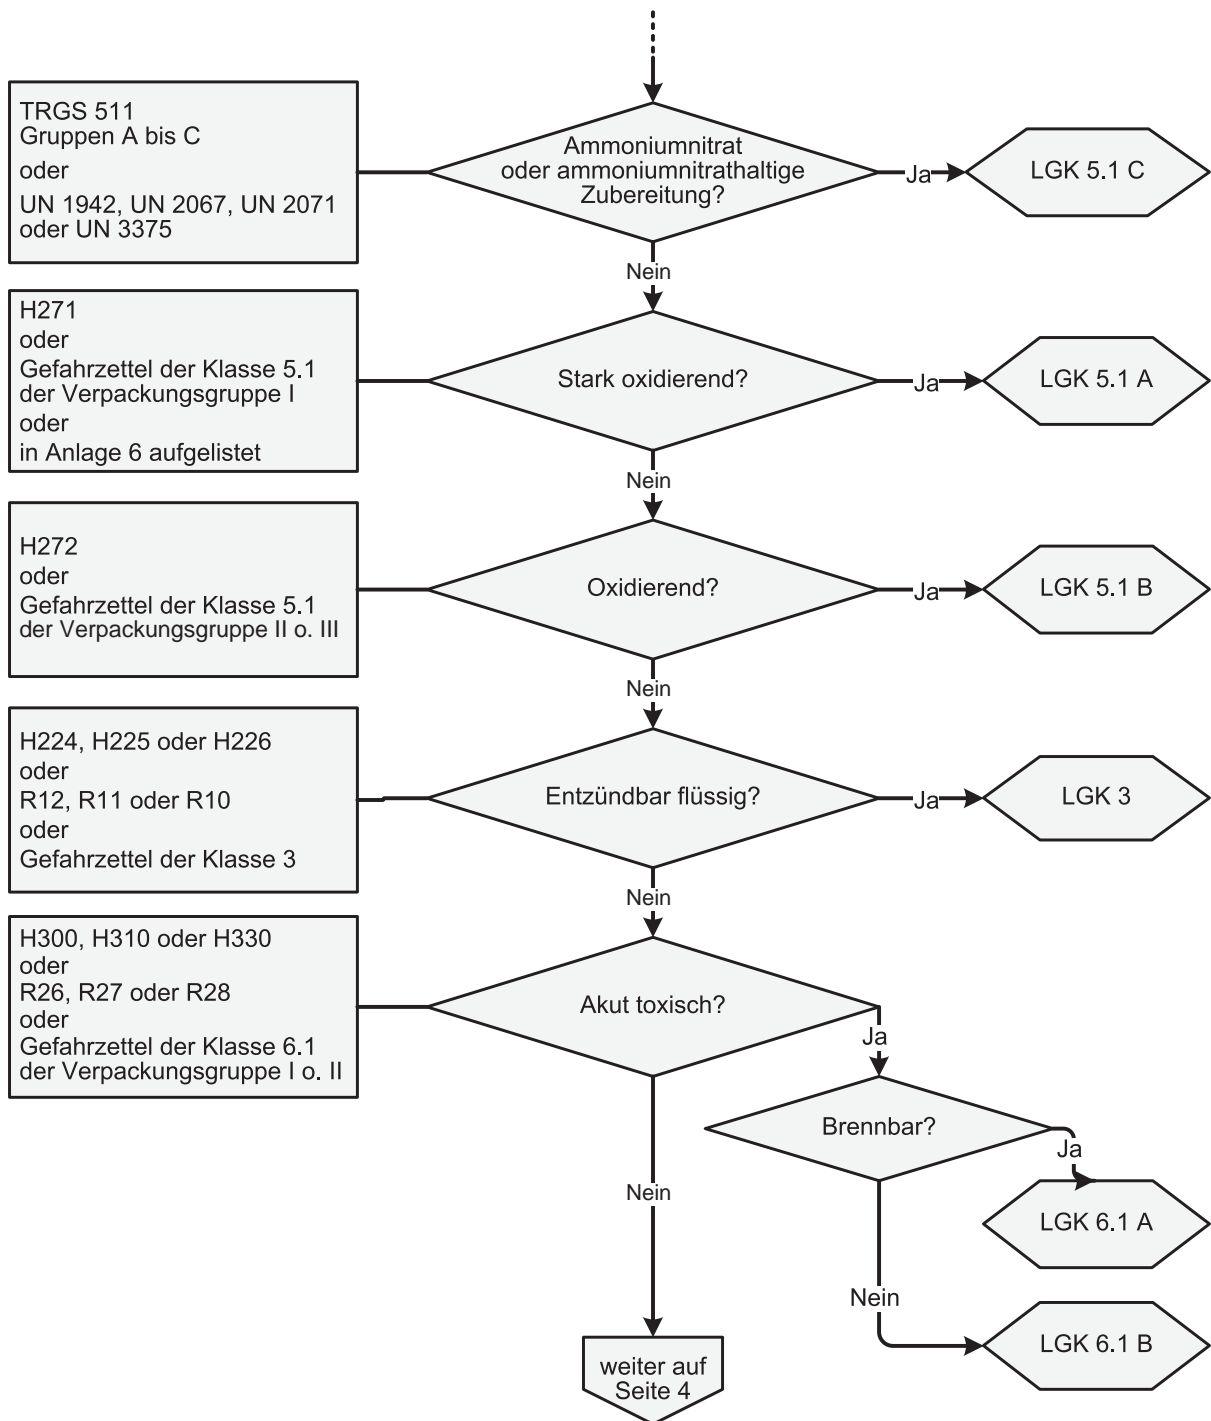 TRGS 511
Gruppen A bis C
oder
UN 1942, UN 2067, UN 2071
oder UN 3375
Ammoniumnitrat
oder ammoniumnitrathaltige
Zubereitung?
Ja
LGK 5.1 C
Nein
H271
oder
Gefahrzettel der Klasse 5.1
der Verpackungsgruppe I
oder
in Anlage 6 aufgelistet
Stark oxidierend?
Ja
LGK 5.1 A
Nein
H272
oder
Gefahrzettel der Klasse 5.1
der Verpackungsgruppe II o. III
Oxidierend?
Ja
LGK 5.1 B
Nein
H224, H225 oder H226
oder
R12, R11 oder R10
oder
Gefahrzettel der Klasse 3
Entzündbar flüssig?
Ja
LGK 3
Nein
H300, H310 oder H330
oder
R26, R27 oder R28
oder
Gefahrzettel der Klasse 6.1
der Verpackungsgruppe I o. II
Akut toxisch?
Ja
Brennbar?
Ja
LGK 6.1 A
Nein
Nein
LGK 6.1 B
weiter auf
Seite 4